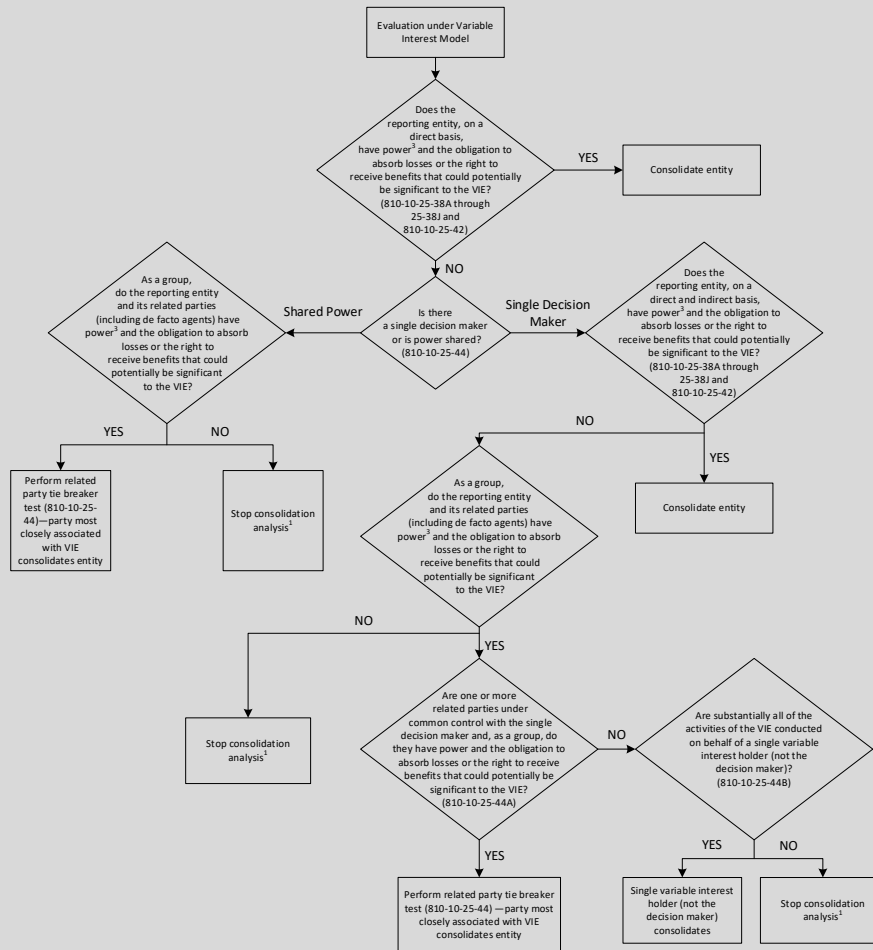 Evaluation under Variable
Interest Model
Does the
reporting entity, on a
direct basis,
have power³ and the obligation to
absorb losses or the right to
receive benefits that could potentially
be significant to the VIE?
(810-10-25-38A through
25-38J and
810-10-25-42)
YES
Consolidate entity
NO
As a group,
do the reporting entity
and its related parties
(including de facto agents) have
power³ and the obligation to absorb
losses or the right to
receive benefits that could
potentially be significant
to the VIE?
Shared Power
Is there
a single decision maker
or is power shared?
(810-10-25-44)
Single Decision
Maker
Does the
reporting entity, on a
direct and indirect basis,
have power³ and the obligation to
absorb losses or the right to
receive benefits that could potentially
be significant to the VIE?
(810-10-25-38A through
25-38J and
810-10-25-42)
YES
NO
Perform related
party tie breaker
test (810-10-25-
44)—party most
closely associated
with VIE
consolidates entity
Stop consolidation
analysis¹
NO
YES
Consolidate entity
As a group,
do the reporting entity
and its related parties
(including de facto agents) have
power³ and the obligation to absorb
losses or the right to
receive benefits that could
potentially be significant
to the VIE?
NO
YES
Stop consolidation
analysis¹
Are one or more
related parties under
common control with the single
decision maker and, as a group, do
they have power and the obligation to
absorb losses or the right to receive
benefits that could potentially be
significant to the VIE?
(810-10-25-44A)
NO
Are substantially all of the
activities of the VIE conducted
on behalf of a single variable
interest holder (not the
decision maker)?
(810-10-25-44B)
YES
Perform related party tie breaker
test (810-10-25-44) —party most
closely associated with VIE
consolidates entity
YES
NO
Single variable interest
holder (not the
decision maker)
consolidates
Stop consolidation
analysis¹